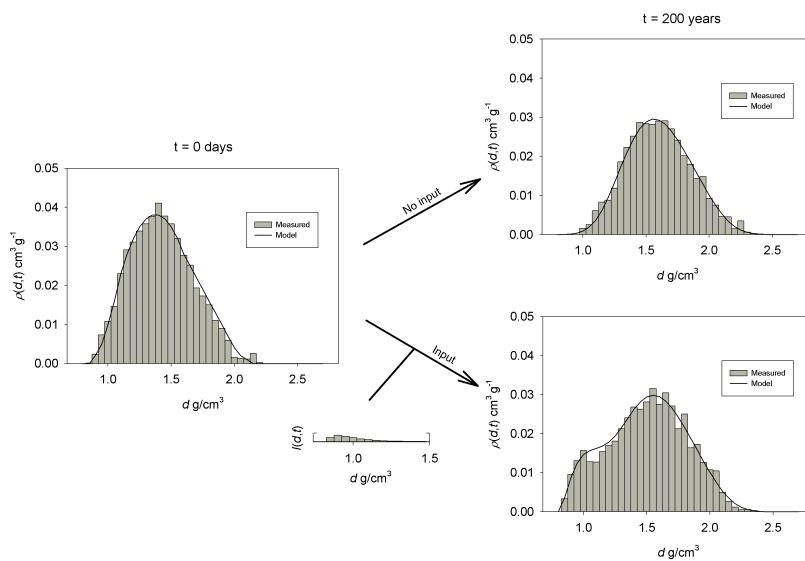 t = 200 years
0.05
0.04
0.03
0.02
0.01
0.00
ρ(d,t) cm³ g⁻¹
Measured
Model
1.0 1.5 2.0 2.5
d g/cm³
t = 0 days
0.05
0.04
0.03
0.02
0.01
0.00
ρ(d,t) cm³ g⁻¹
Measured
Model
1.0 1.5 2.0 2.5
d g/cm³
No input
Input
I(d,t)
1.0 1.5
d g/cm³
0.05
0.04
0.03
0.02
0.01
0.00
ρ(d,t) cm³ g⁻¹
Measured
Model
1.0 1.5 2.0 2.5
d g/cm³